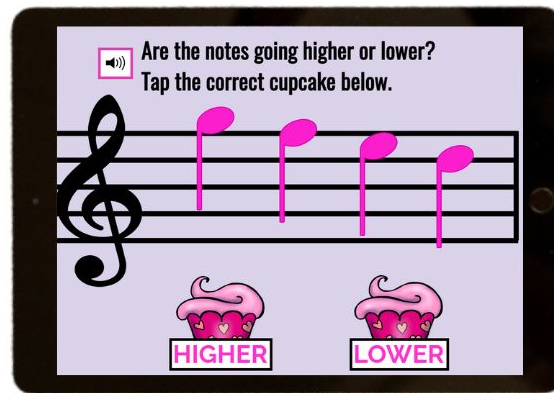 Are the notes going higher or lower?
Tap the correct cupcake below.
HIGHER
LOWER